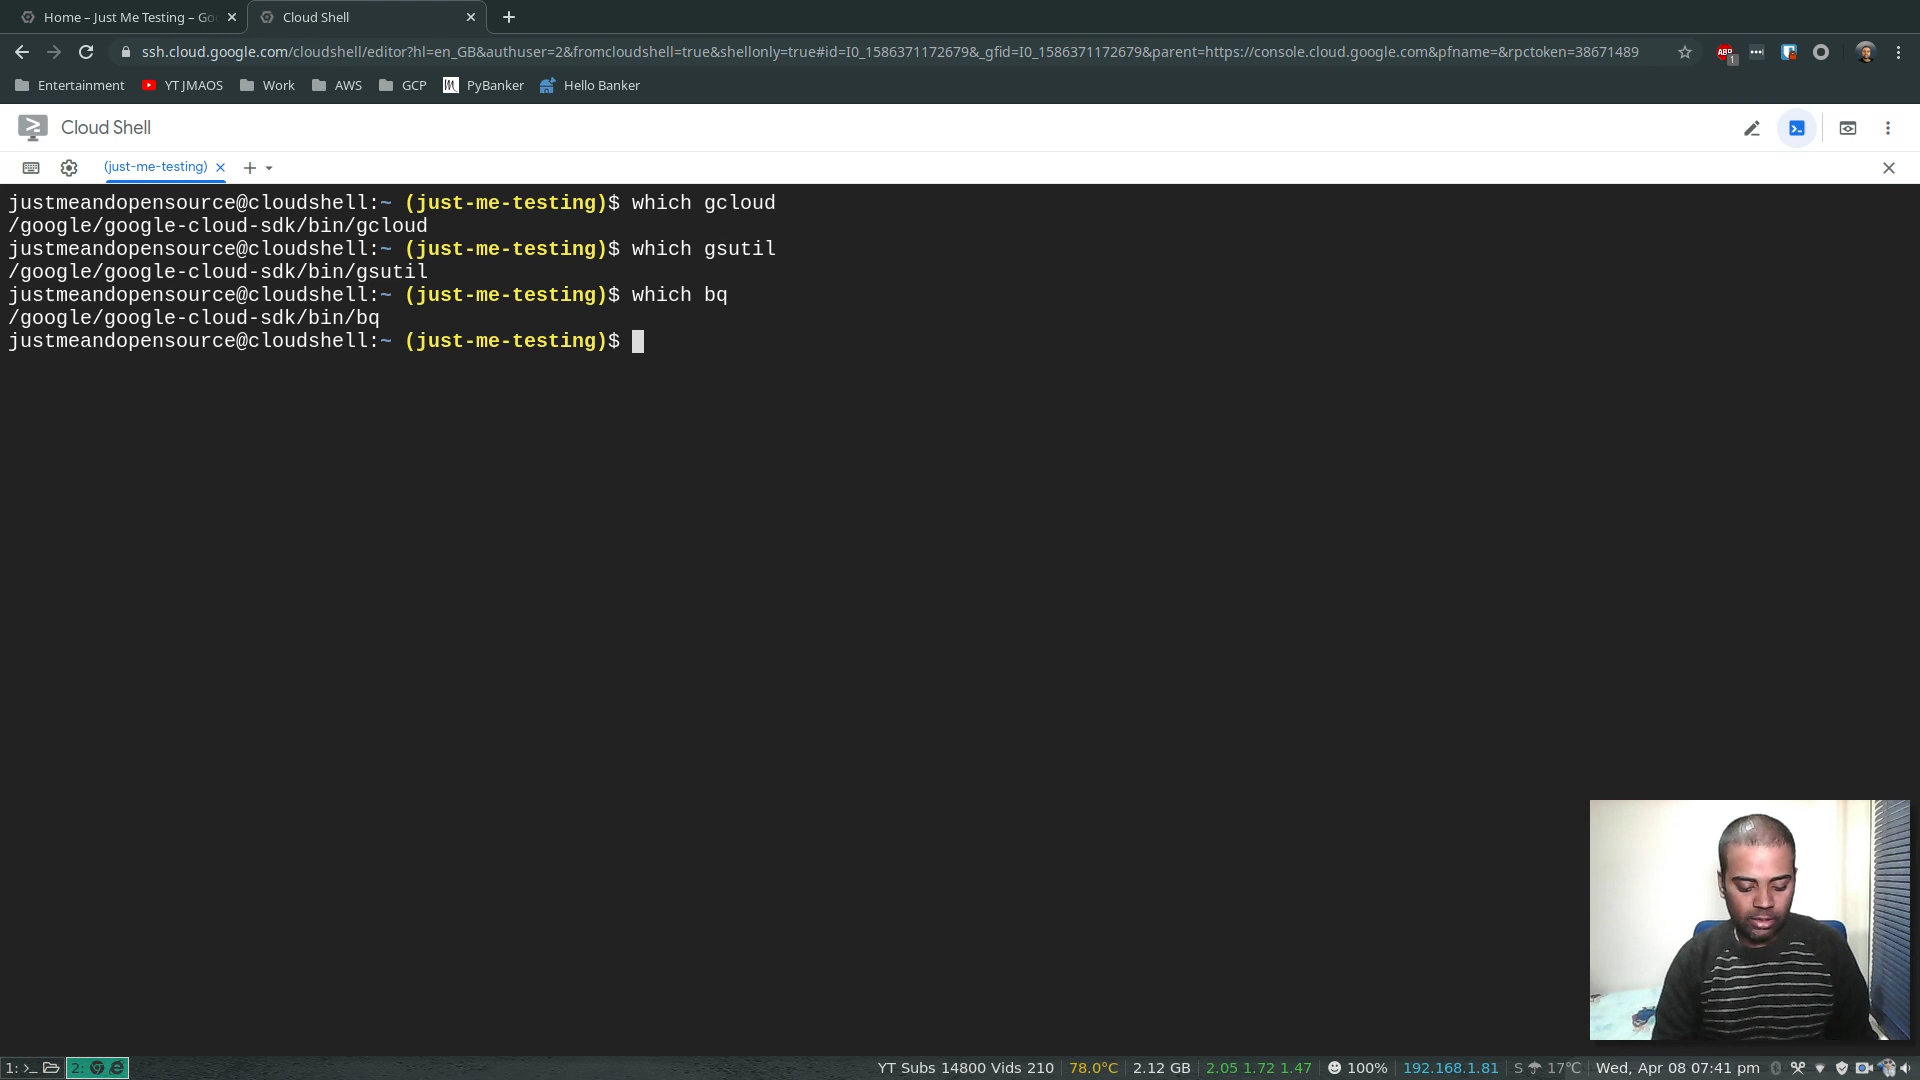 Home – Just Me Testing – Goo
Cloud Shell
ssh.cloud.google.com/cloudshell/editor?hl=en_GB&authuser=2&fromcloudshell=true&shellonly=true#id=I0_1586371172679&_gfid=I0_1586371172679&parent=https://console.cloud.google.com&pfname=&rpctoken=38671489
ABP
1
Entertainment
YT JMAOS
Work
AWS
GCP
PyBanker
Hello Banker
Cloud Shell
(just-me-testing)
justmeandopensource@cloudshell:~ (just-me-testing)$ which gcloud
/google/google-cloud-sdk/bin/gcloud
justmeandopensource@cloudshell:~ (just-me-testing)$ which gsutil
/google/google-cloud-sdk/bin/gsutil
justmeandopensource@cloudshell:~ (just-me-testing)$ which bq
/google/google-cloud-sdk/bin/bq
justmeandopensource@cloudshell:~ (just-me-testing)$
1: 2: YT Subs 14800 Vids 210 78.0°C 2.12 GB 2.05 1.72 1.47 100% 192.168.1.81 S 17°C Wed, Apr 08 07:41 pm